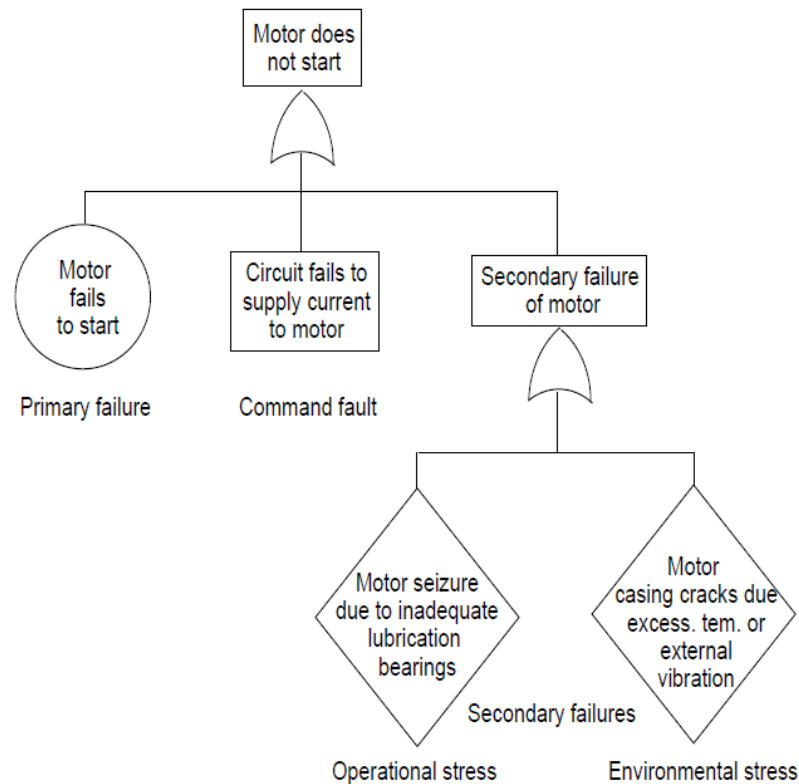 Motor does
not start
Motor
fails
to start
Circuit fails to
supply current
to motor
Secondary failure
of motor
Primary failure
Command fault
Motor seizure
due to inadequate
lubrication
bearings
Motor
casing cracks due
excess. tem. or
external
vibration
Secondary failures
Operational stress
Environmental stress